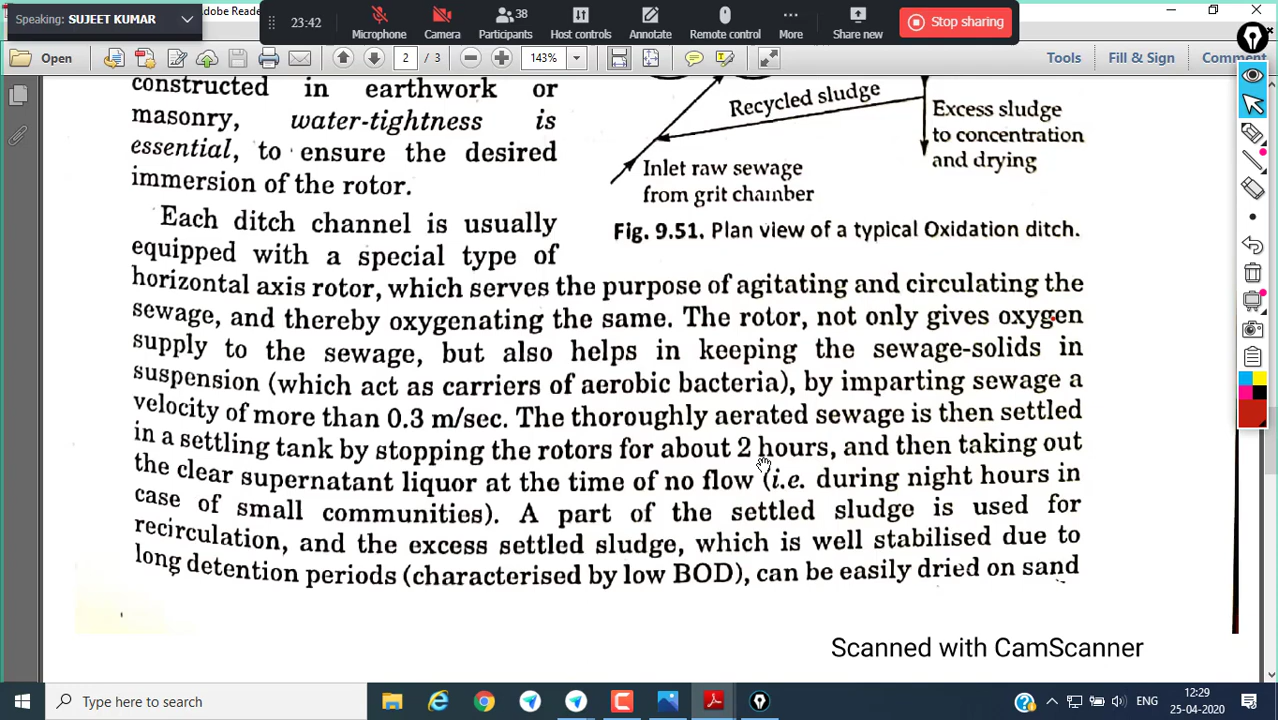 Speaking: SUJEET KUMAR
Adobe Reade
23:42
38
Microphone
Camera
Participants
Host controls
Annotate
Remote control
More
Share new
Stop sharing
Open
2 / 3
143%
Tools
Fill & Sign
Comment
constructed in earthwork or
masonry, water-tightness is
essential, to ensure the desired
immersion of the rotor.
Recycled sludge
Excess sludge
to concentration
and drying
Inlet raw sewage
from grit chamber
Fig. 9.51. Plan view of a typical Oxidation ditch.
Each ditch channel is usually
equipped with a special type of
horizontal axis rotor, which serves the purpose of agitating and circulating the
sewage, and thereby oxygenating the same. The rotor, not only gives oxygen
supply to the sewage, but also helps in keeping the sewage-solids in
suspension (which act as carriers of aerobic bacteria), by imparting sewage a
velocity of more than 0.3 m/sec. The thoroughly aerated sewage is then settled
in a settling tank by stopping the rotors for about 2 hours, and then taking out
the clear supernatant liquor at the time of no flow (i.e. during night hours in
case of small communities). A part of the settled sludge is used for
recirculation, and the excess settled sludge, which is well stabilised due to
long detention periods (characterised by low BOD), can be easily dried on sand
Scanned with CamScanner
Type here to search
ENG
12:29
25-04-2020